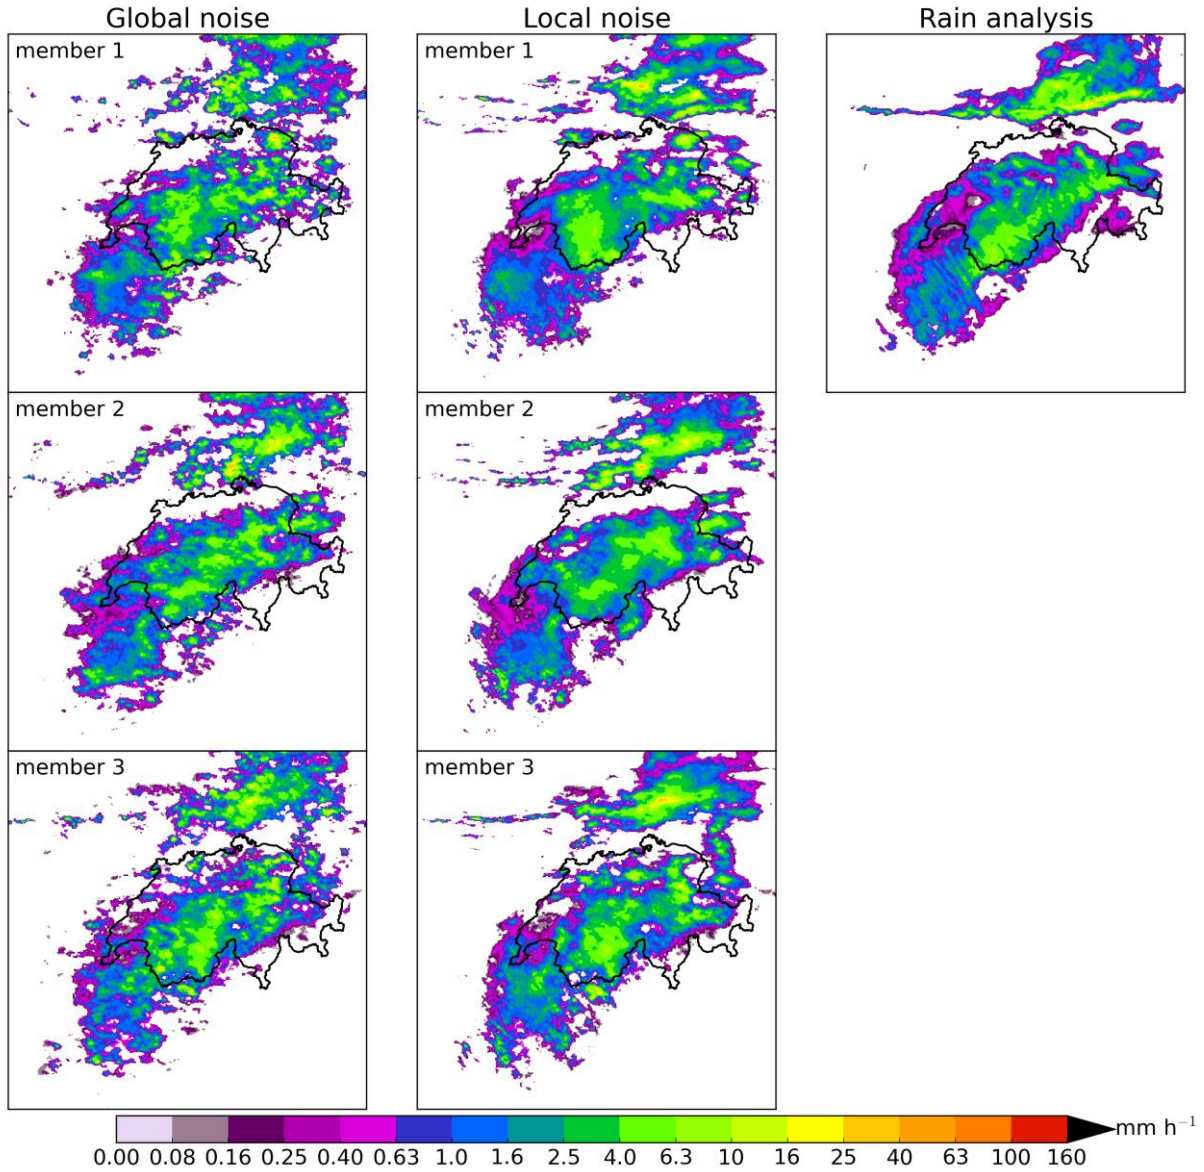 Global noise
Local noise
Rain analysis
member 1
member 1
member 2
member 2
member 3
member 3
0.00 0.08 0.16 0.25 0.40 0.63 1.0 1.6 2.5 4.0 6.3 10 16 25 40 63 100 160
mm h⁻¹